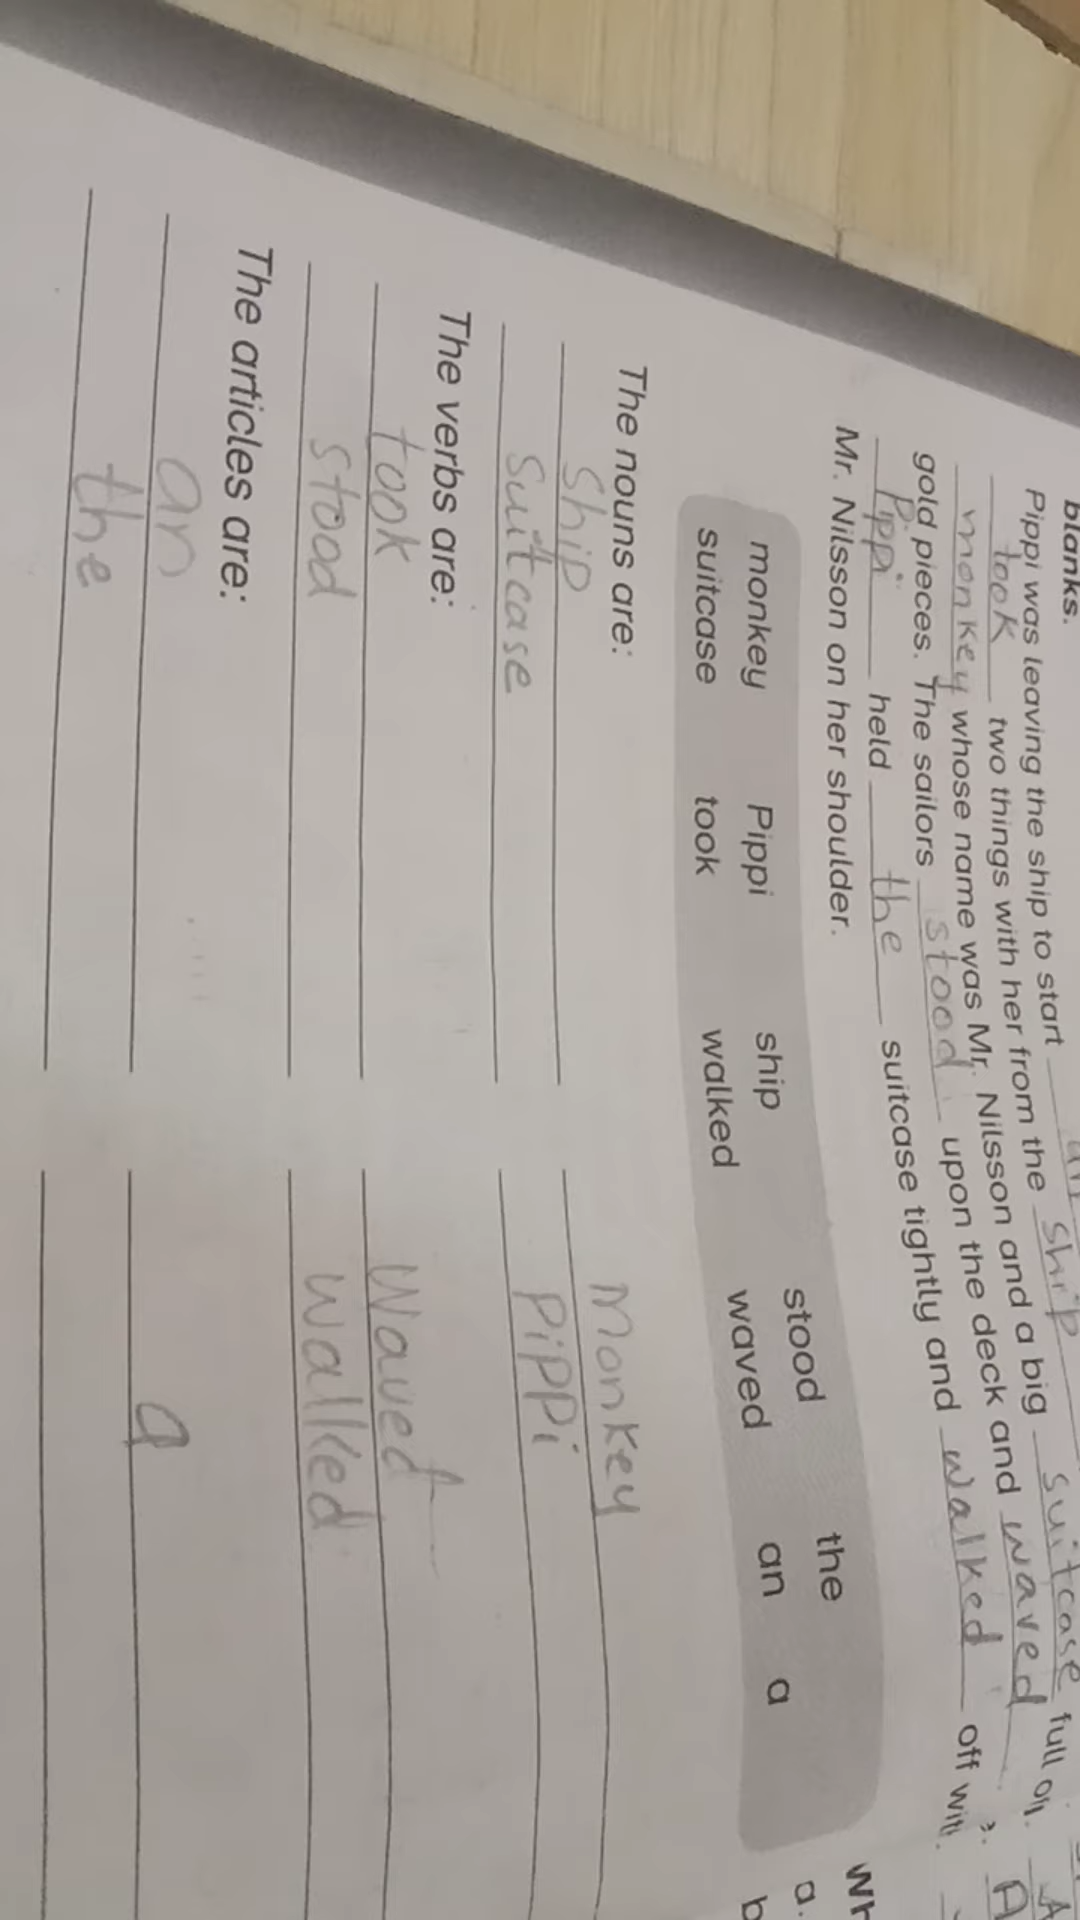 blanks.
Pippi was leaving the ship to start an
took two things with her from the ship
monkey whose name was Mr. Nilsson and a big suitcase full of
gold pieces. The sailors stood upon the deck and waved
Pippi held the suitcase tightly and walked off with
Mr. Nilsson on her shoulder.
monkey Pippi ship stood the
suitcase took walked waved an a
The nouns are:
ship monkey
suitcase Pippi
The verbs are:
took waved
stood walked
The articles are:
an a
the
Wh
a.
b